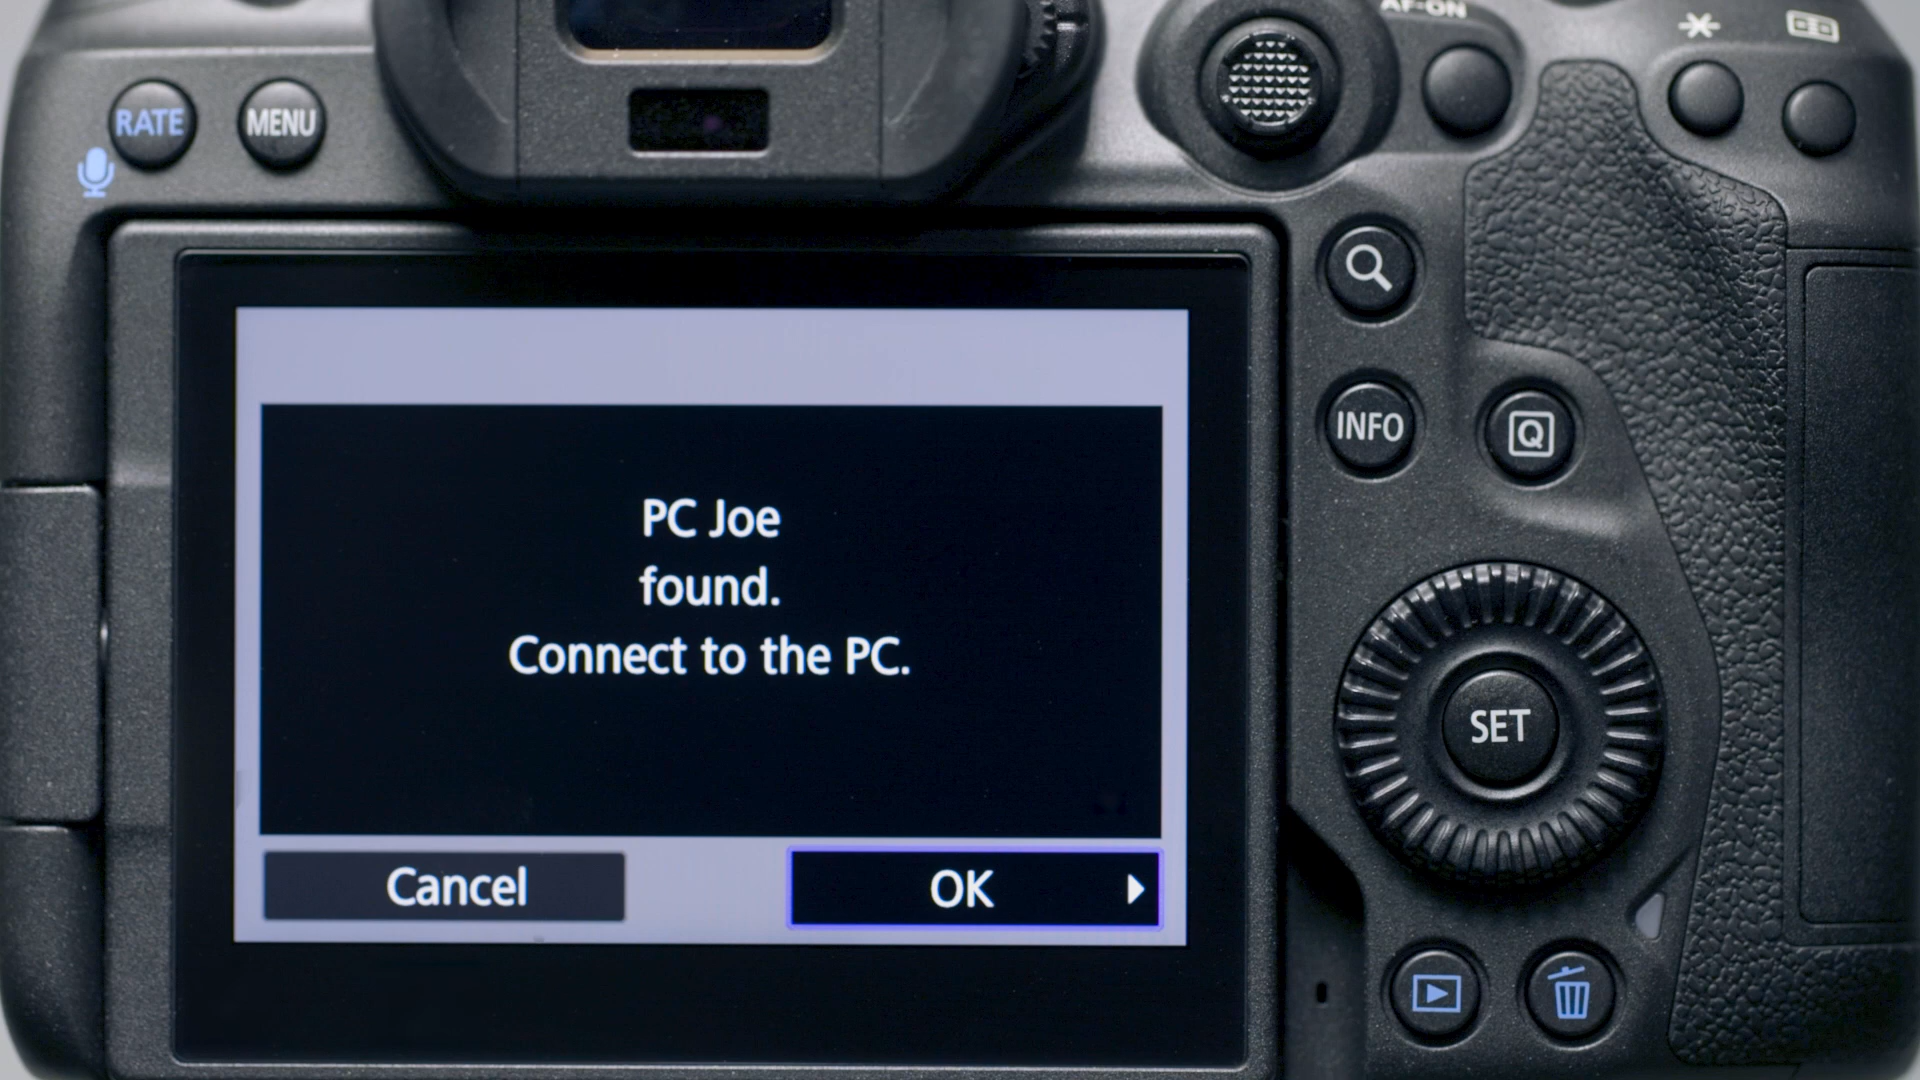 AF-ON
RATE
MENU
INFO
Q
PC Joe
found.
Connect to the PC.
SET
Cancel
OK